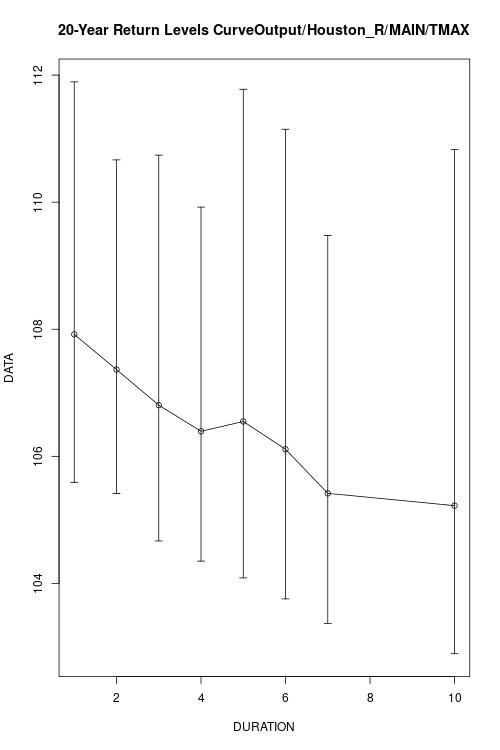 20-Year Return Levels CurveOutput/Houston_R/MAIN/TMAX
112
110
108
106
104
DATA
2 4 6 8 10
DURATION